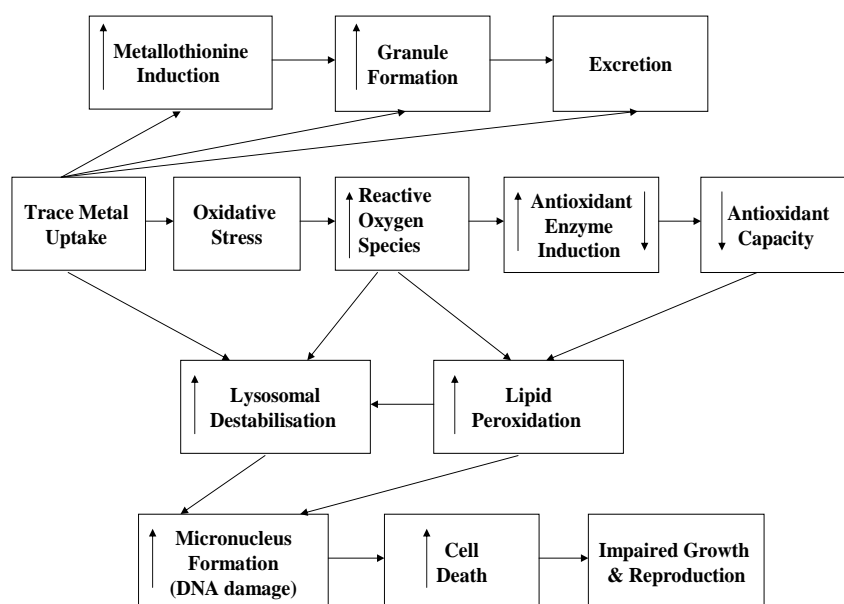 Metallothionine
Induction
Granule
Formation
Excretion
Trace Metal
Uptake
Oxidative
Stress
Reactive
Oxygen
Species
Antioxidant
Enzyme
Induction
Antioxidant
Capacity
Lysosomal
Destabilisation
Lipid
Peroxidation
Micronucleus
Formation
(DNA damage)
Cell
Death
Impaired Growth
& Reproduction